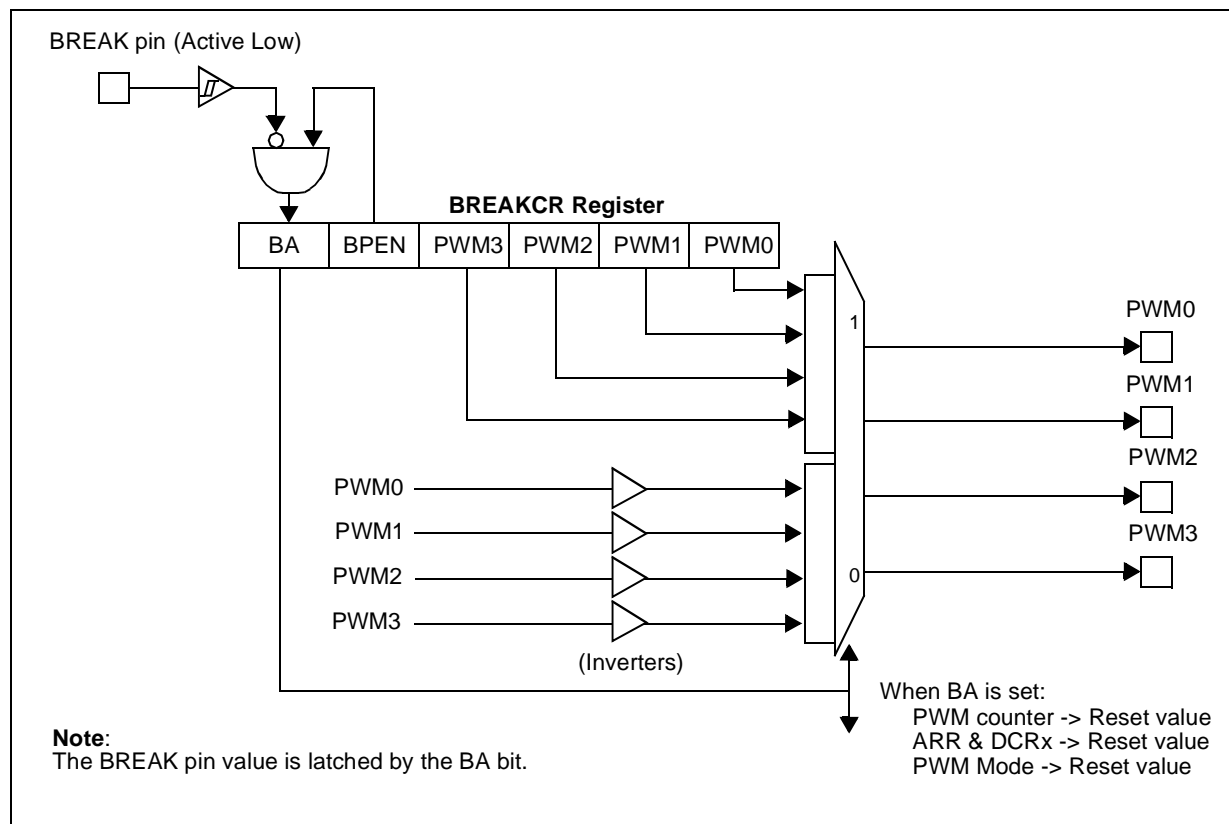 BREAK pin (Active Low)
BREAKCR Register
BA BPEN PWM3 PWM2 PWM1 PWM0
1
PWM0
PWM1
PWM2
PWM3
PWM0
PWM1
PWM2
PWM3
0
(Inverters)
When BA is set:
PWM counter -> Reset value
ARR & DCRx -> Reset value
PWM Mode -> Reset value
Note:
The BREAK pin value is latched by the BA bit.